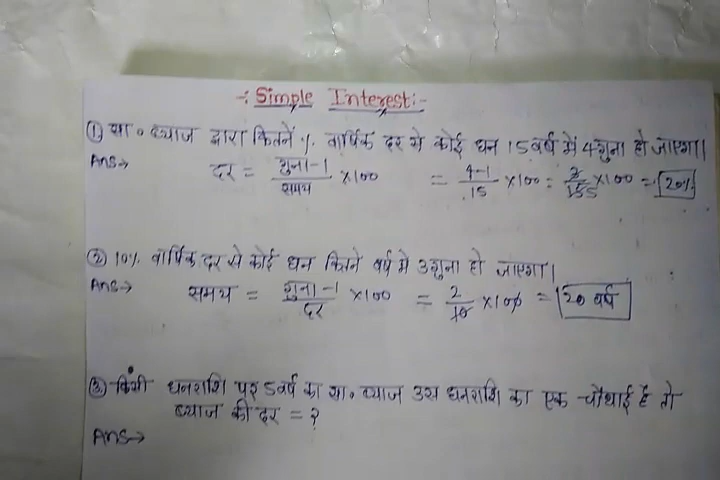 -: Simple Interest:-
① सा० ब्याज द्वारा कितने % वार्षिक दर से कोई धन 15 वर्ष में 4 गुना हो जाएगा।
Ans→ दर = गुना-1/समय ×100 = 4-1/15 ×100 = 3/15 5 ×100 = 20%
② 10% वार्षिक दर से कोई धन कितने वर्ष में 3 गुना हो जाएगा।
Ans→ समय = गुना-1/दर ×100 = 2/10 ×100 = 20 वर्ष
③ किसी धनराशि पर 5 वर्ष का सा० ब्याज उस धनराशि का एक चौथाई है तो
ब्याज की दर = ?
Ans→